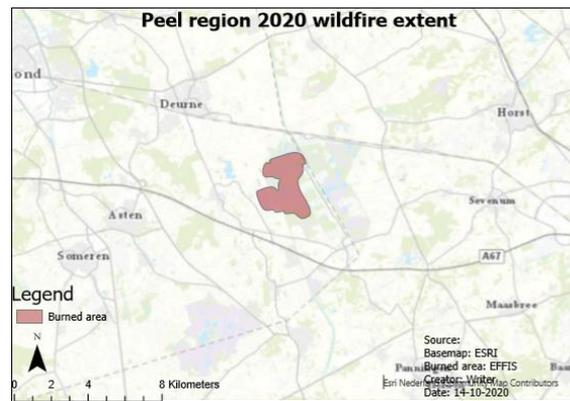 Peel region 2020 wildfire extent
ond
Deurne
Horst
Sevenum
Asten
Someren
A67
Legend
Burned area
Maasbree
N
Source:
Basemap: ESRI
Burned area: EFFIS
Creator: Writer
Date: 14-10-2020
Esri Nederland, Community Map Contributors
0 2 4 8 Kilometers